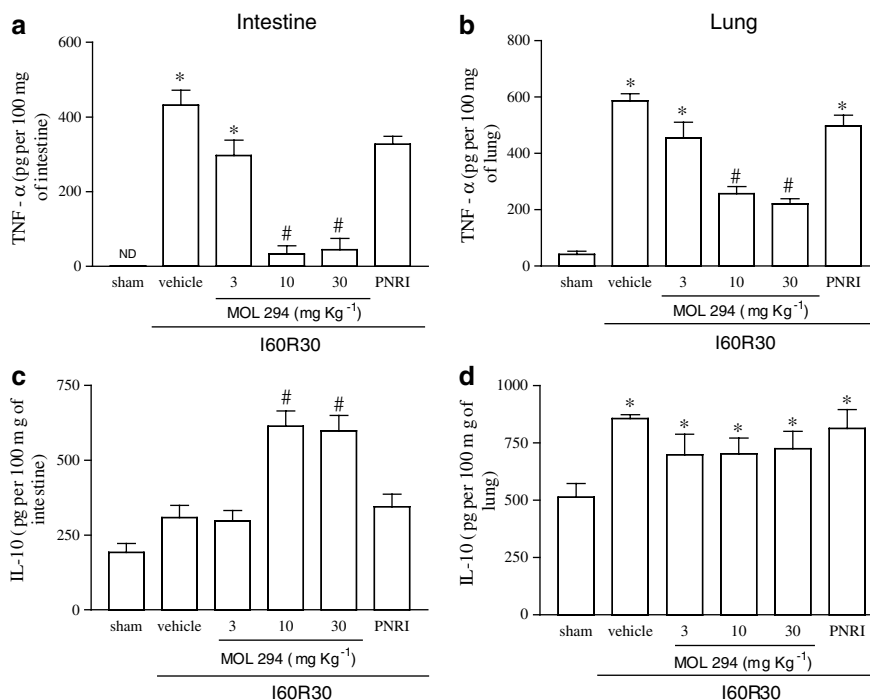 a
Intestine
TNF - α (pg per 100 mg
of intestine)
600
400
200
0
ND
*
*
#
#
sham
vehicle
3
10
30
PNRI
MOL 294 (mg Kg-1)
I60R30
b
Lung
TNF - α (pg per 100 mg
of lung)
800
600
400
200
0
*
*
#
#
*
sham
vehicle
3
10
30
PNRI
MOL 294 (mg Kg-1)
I60R30
c
IL-10 (pg per 100 mg of
intestine)
750
500
250
0
#
#
sham
vehicle
3
10
30
PNRI
MOL 294 (mg Kg-1)
I60R30
d
IL-10 (pg per 100 m g of
lung)
1000
750
500
250
0
*
*
*
*
*
sham
vehicle
3
10
30
PNRI
MOL 294 (mg Kg-1)
I60R30